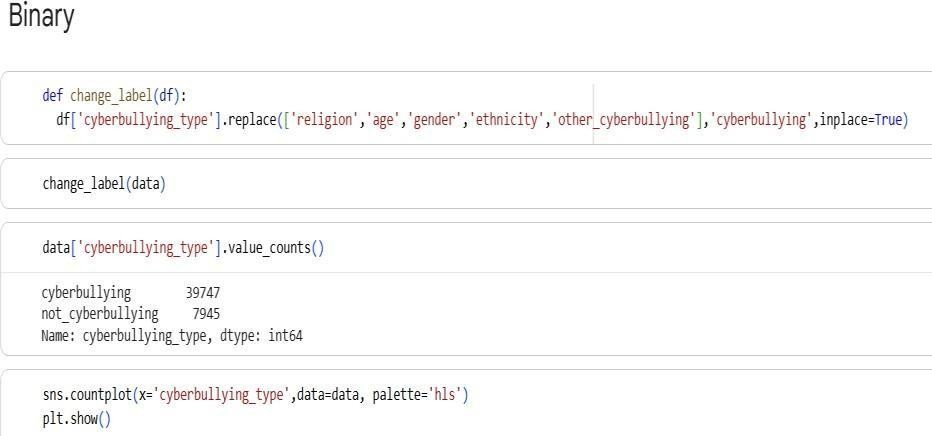 Binary
def change_label(df):
df['cyberbullying_type'].replace(['religion','age','gender','ethnicity','other_cyberbullying'],'cyberbullying',inplace=True)
change_label(data)
data['cyberbullying_type'].value_counts()
cyberbullying 39747
not_cyberbullying 7945
Name: cyberbullying_type, dtype: int64
sns.countplot(x='cyberbullying_type',data=data, palette='hls')
plt.show()